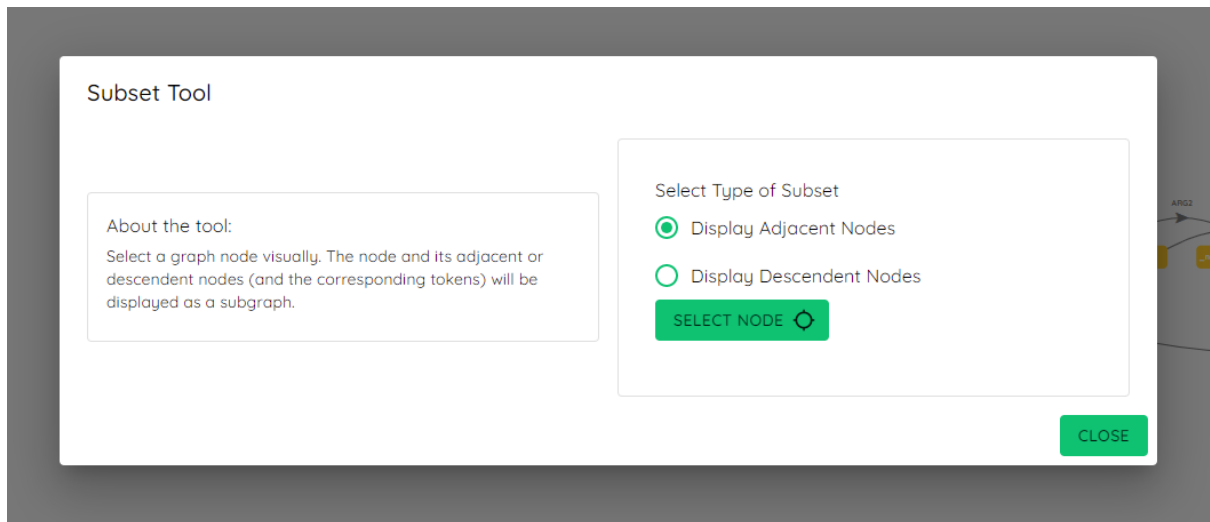 Subset Tool
About the tool:
Select a graph node visually. The node and its adjacent or
descendent nodes (and the corresponding tokens) will be
displayed as a subgraph.
Select Type of Subset
Display Adjacent Nodes
Display Descendent Nodes
SELECT NODE
CLOSE
ARG2